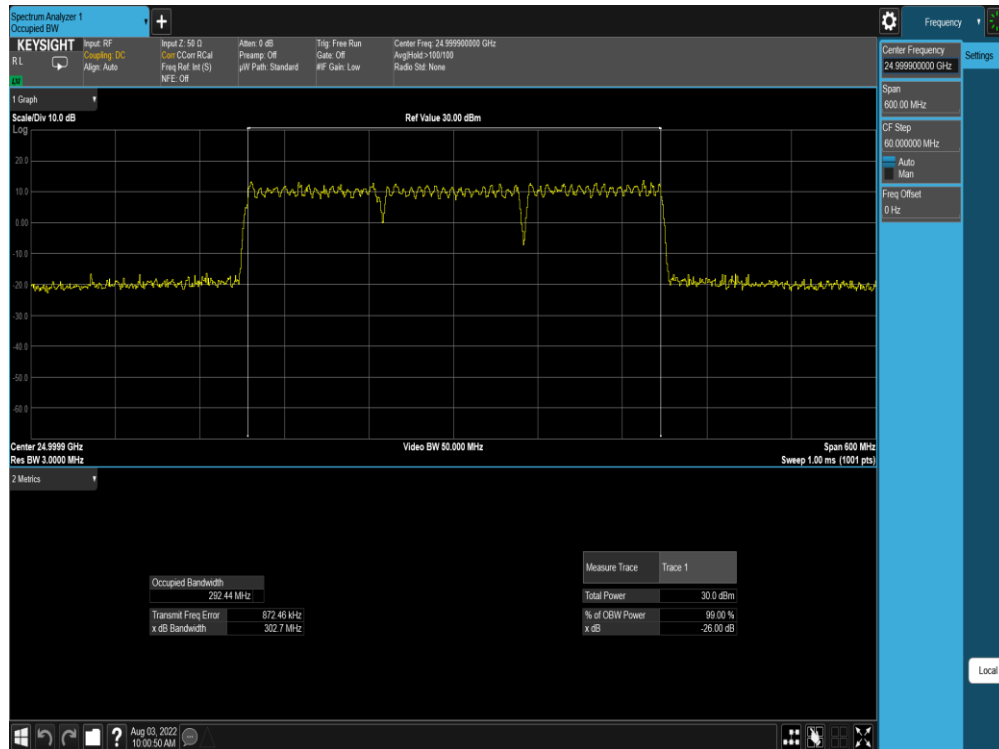 Spectrum Analyzer 1
Occupied BW
+
Frequency
KEYSIGHT
R L
LV
Input: RF
Coupling: DC
Align: Auto
Input Z: 50 Ω
Corr CCorr RCal
Freq Ref: Int (S)
NFE: Off
Atten: 0 dB
Preamp: Off
µW Path: Standard
Trig: Free Run
Gate: Off
#IF Gain: Low
Center Freq: 24.999900000 GHz
Avg|Hold:>100/100
Radio Std: None
Center Frequency
24.999900000 GHz
Settings
Span
600.00 MHz
CF Step
60.000000 MHz
Auto
Man
Freq Offset
0 Hz
1 Graph
Scale/Div 10.0 dB
Ref Value 30.00 dBm
Log
20.0
10.0
0.00
-10.0
-20.0
-30.0
-40.0
-50.0
-60.0
Center 24.9999 GHz
Video BW 50.000 MHz
Span 600 MHz
Res BW 3.0000 MHz
Sweep 1.00 ms (1001 pts)
2 Metrics
Measure Trace Trace 1
Occupied Bandwidth
292.44 MHz
Total Power 30.0 dBm
Transmit Freq Error 872.46 kHz
% of OBW Power 99.00 %
x dB Bandwidth 302.7 MHz
x dB -26.00 dB
Local
?
Aug 03, 2022
10:00:50 AM